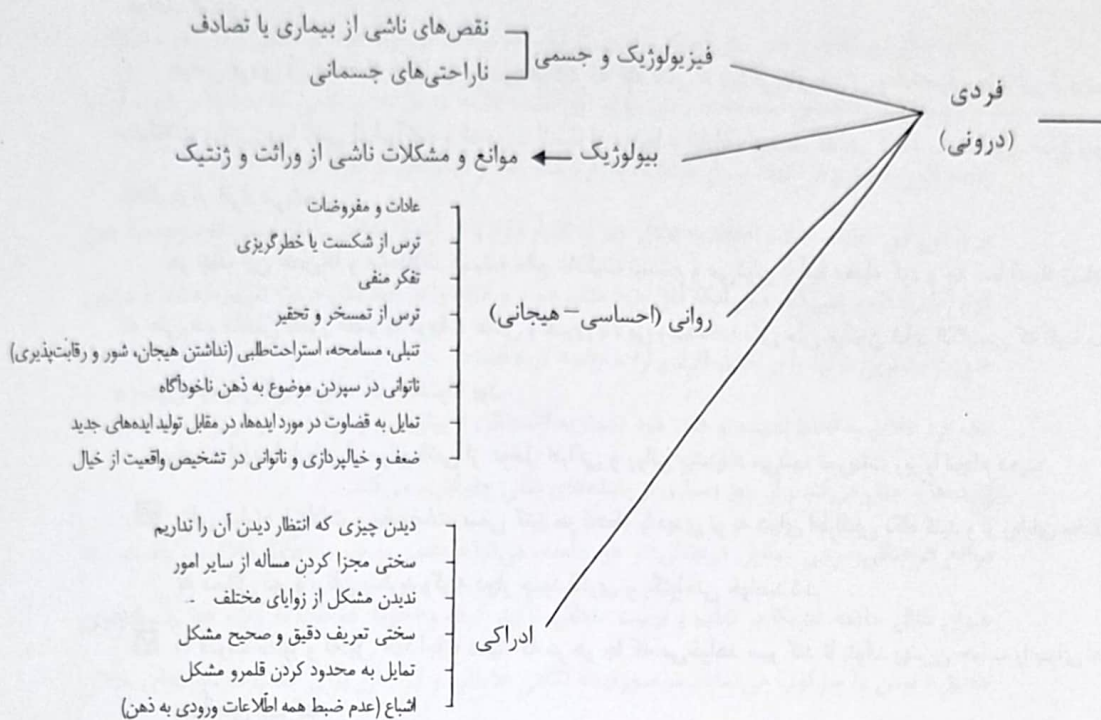 فردی
(درونی)
فیزیولوژیک و جسمی
نقص‌های ناشی از بیماری یا تصادف
ناراحتی‌های جسمانی
بیولوژیک
موانع و مشکلات ناشی از وراثت و ژنتیک
روانی (احساسی - هیجانی)
عادات و مفروضات
ترس از شکست یا خطرگریزی
تفکر منفی
ترس از تمسخر و تحقیر
تنبلی، مسامحه، استراحت‌طلبی (نداشتن هیجان، شور و رقابت‌پذیری)
ناتوانی در سپردن موضوع به ذهن ناخودآگاه
تمایل به قضاوت در مورد ایده‌ها، در مقابل تولید ایده‌های جدید
ضعف و خیالپردازی و ناتوانی در تشخیص واقعیت از خیال
ادراکی
دیدن چیزی که انتظار دیدن آن را نداریم
سختی مجزا کردن مسأله از سایر امور
ندیدن مشکل از زوایای مختلف
سختی تعریف دقیق و صحیح مشکل
تمایل به محدود کردن قلمرو مشکل
اشباع (عدم ضبط همه اطلاعات ورودی به ذهن)